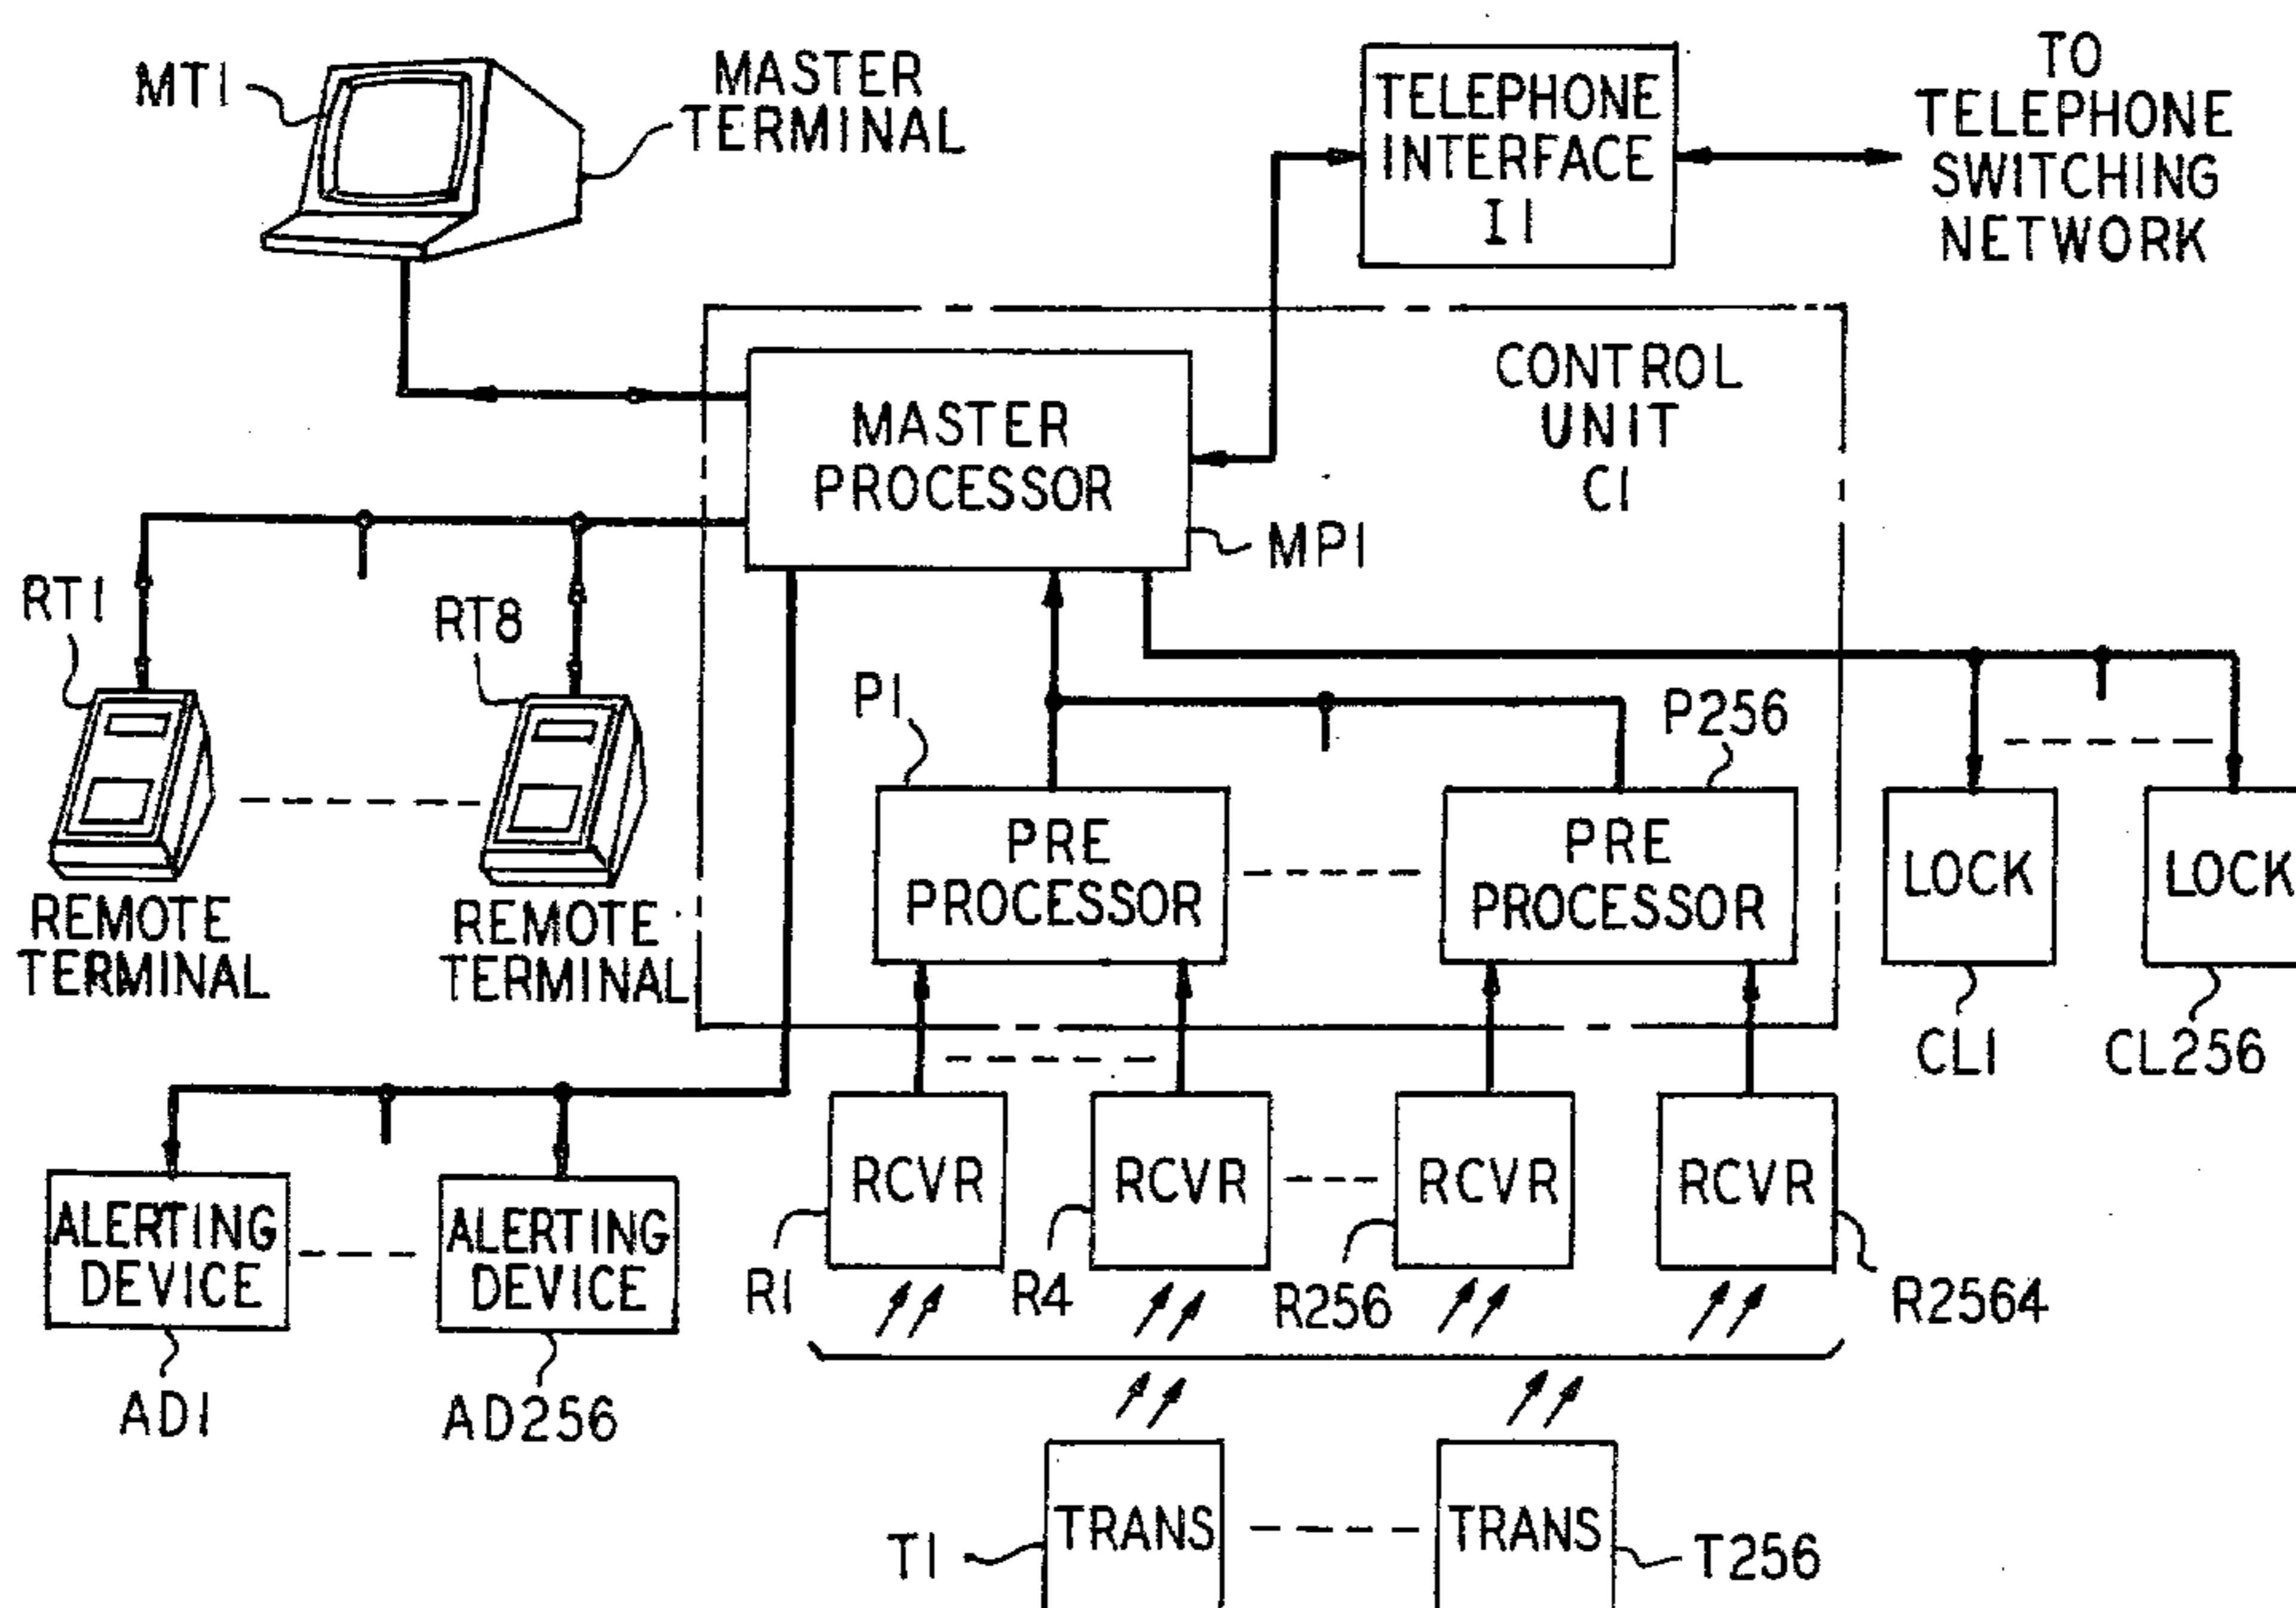 MT1
MASTER
TERMINAL
TELEPHONE
INTERFACE
I1
TO
TELEPHONE
SWITCHING
NETWORK
CONTROL
UNIT
C1
MASTER
PROCESSOR
MP1
RT1
RT8
REMOTE
TERMINAL
REMOTE
TERMINAL
P1
P256
PRE
PROCESSOR
PRE
PROCESSOR
LOCK
LOCK
CL1
CL256
ALERTING
DEVICE
ALERTING
DEVICE
AD1
AD256
RCVR
RCVR
RCVR
RCVR
R1
R4
R256
R2564
TRANS
TRANS
T1
T256